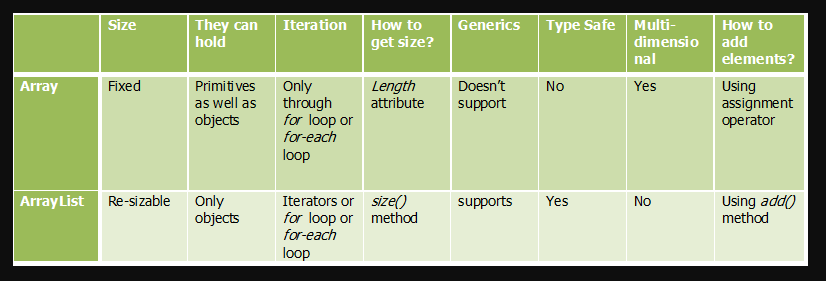 Size They can hold Iteration How to get size? Generics Type Safe Multi-dimensio nal How to add elements?
Array Fixed Primitives as well as objects Only through for loop or for-each loop Length attribute Doesn't support No Yes Using assignment operator
ArrayList Re-sizable Only objects Iterators or for loop or for-each loop size() method supports Yes No Using add() method